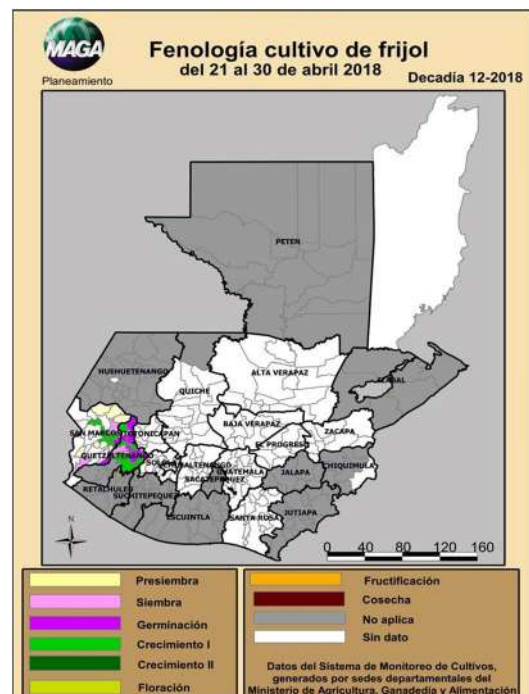 MAGA
Planeamiento
Fenología cultivo de frijol
del 21 al 30 de abril 2018
Decadía 12-2018
PETEN
HUEHUETENANGO
QUICHE
ALTA VERAPAZ
IZABAL
SAN MARCOS
TOTONICAPAN
BAJA VERAPAZ
ZACAPA
EL PROGRESO
QUETZALTENANGO
SOLOLA
CHIMALTENANGO
GUATEMALA
SACATEPEQUEZ
JALAPA
CHIQUIMULA
RETALHULEU
SUCHITEPEQUEZ
ESCUINTLA
SANTA ROSA
JUTIAPA
N
0 40 80 120 160
Presiembra
Siembra
Germinación
Crecimiento I
Crecimiento II
Floración
Fructificación
Cosecha
No aplica
Sin dato
Datos del Sistema de Monitoreo de Cultivos,
generados por sedes departamentales del
Ministerio de Agricultura, Ganadedía y Alimentación